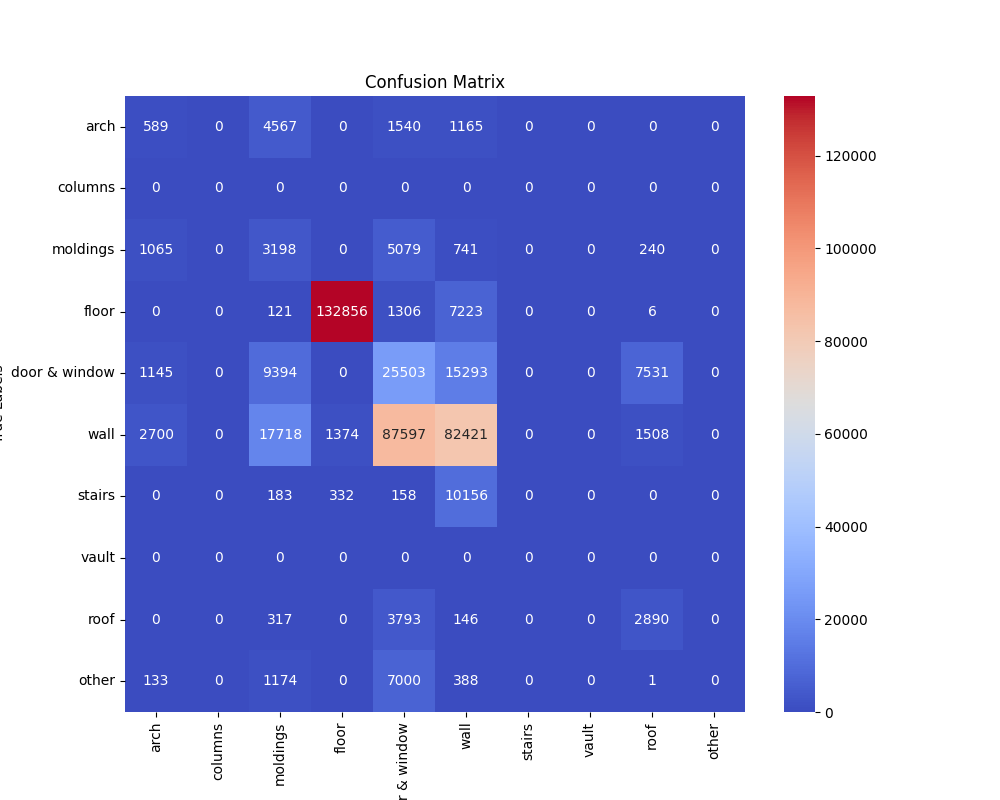 Confusion Matrix
arch 589 0 4567 0 1540 1165 0 0 0 0
columns 0 0 0 0 0 0 0 0 0 0
moldings 1065 0 3198 0 5079 741 0 0 240 0
floor 0 0 121 132856 1306 7223 0 0 6 0
door & window 1145 0 9394 0 25503 15293 0 0 7531 0
wall 2700 0 17718 1374 87597 82421 0 0 1508 0
stairs 0 0 183 332 158 10156 0 0 0 0
vault 0 0 0 0 0 0 0 0 0 0
roof 0 0 317 0 3793 146 0 0 2890 0
other 133 0 1174 0 7000 388 0 0 1 0
arch columns moldings floor r & window wall stairs vault roof other
120000
100000
80000
60000
40000
20000
0